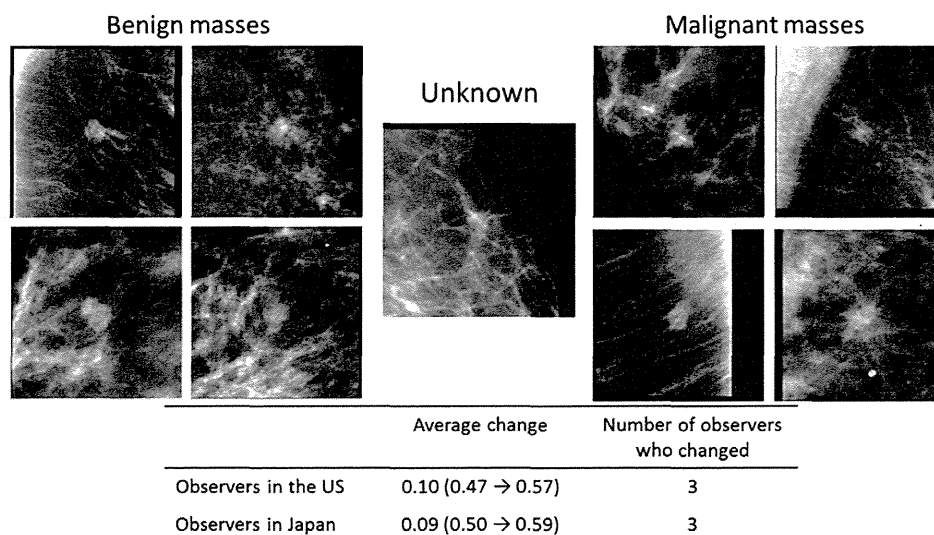 Benign masses
Malignant masses
Unknown
Average change
Number of observers
who changed
Observers in the US 0.10 (0.47 → 0.57) 3
Observers in Japan 0.09 (0.50 → 0.59) 3